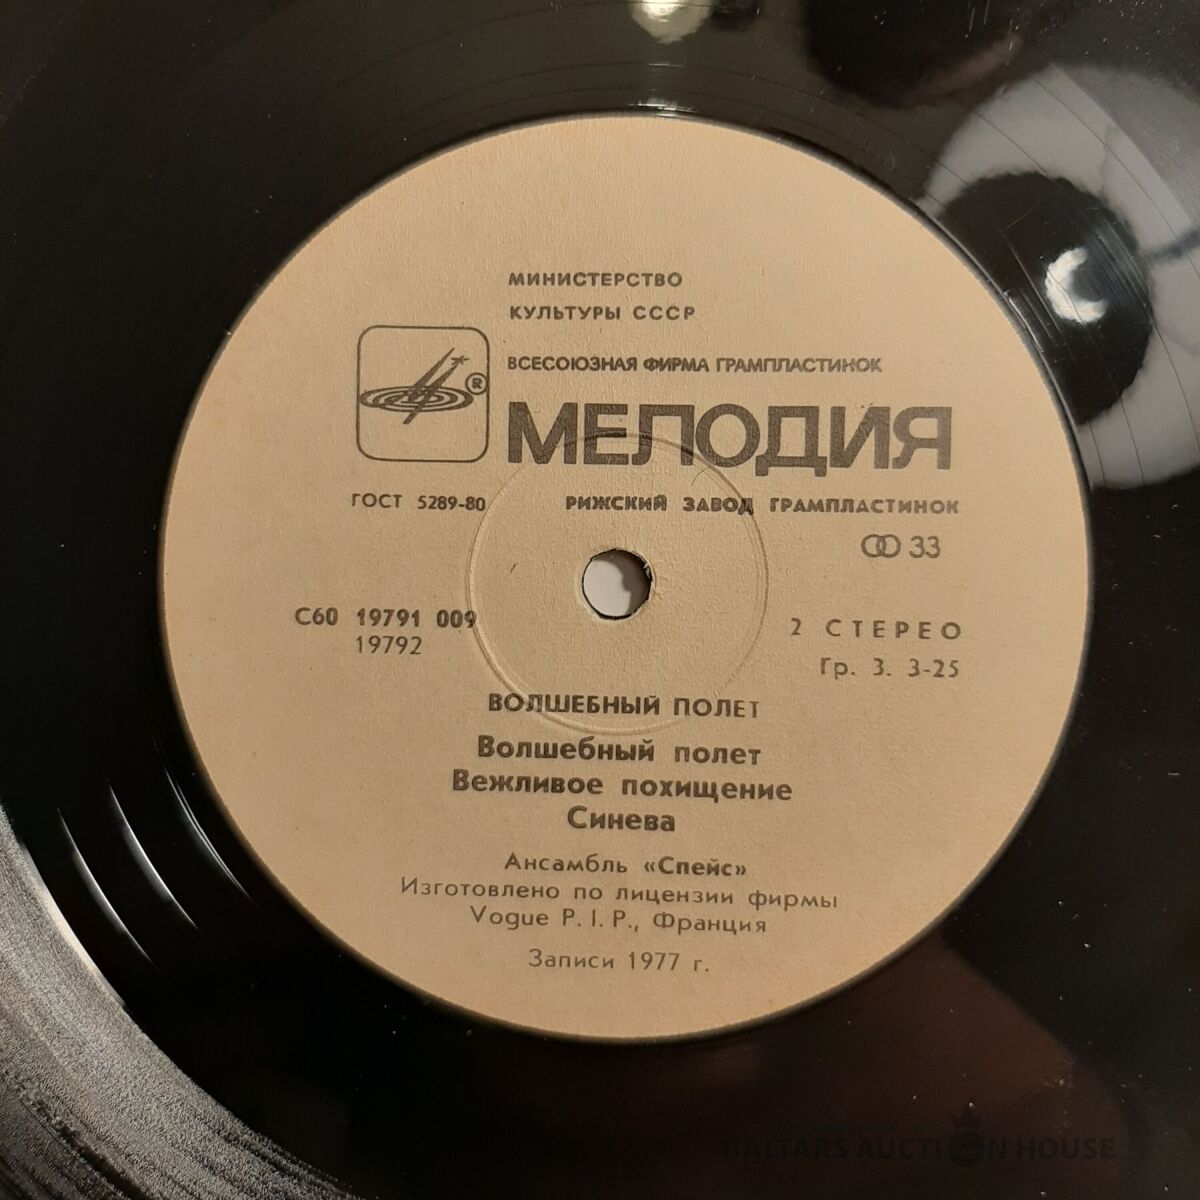 МИНИСТЕРСТВО
КУЛЬТУРЫ СССР
ВСЕСОЮЗНАЯ ФИРМА ГРАМПЛАСТИНОК
®
МЕЛОДИЯ
ГОСТ 5289-80
РИЖСКИЙ ЗАВОД ГРАМПЛАСТИНОК
33
С60 19791 009
19792
2 СТЕРЕО
Гр. 3. 3-25
ВОЛШЕБНЫЙ ПОЛЕТ
Волшебный полет
Вежливое похищение
Синева
Ансамбль «Спейс»
Изготовлено по лицензии фирмы
Vogue P. I. P., Франция
Записи 1977 г.
BALTARS AUCTION HOUSE